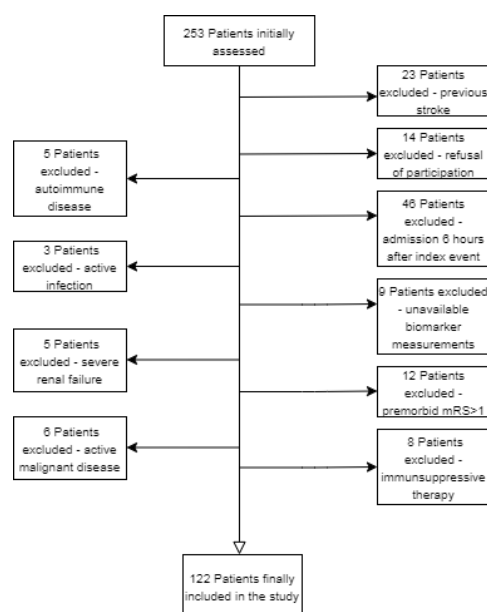 253 Patients initially
assessed
23 Patients
excluded - previous
stroke
14 Patients
excluded - refusal
of participation
5 Patients
excluded -
autoimmune
disease
46 Patients
excluded -
admission 6 hours
after index event
3 Patients
excluded - active
infection
9 Patients excluded
- unavailable
biomarker
measurements
5 Patients
excluded - severe
renal failure
12 Patients
excluded -
premorbid mRS>1
6 Patients
excluded - active
malignant disease
8 Patients
excluded -
immunsuppressive
therapy
122 Patients finally
included in the study